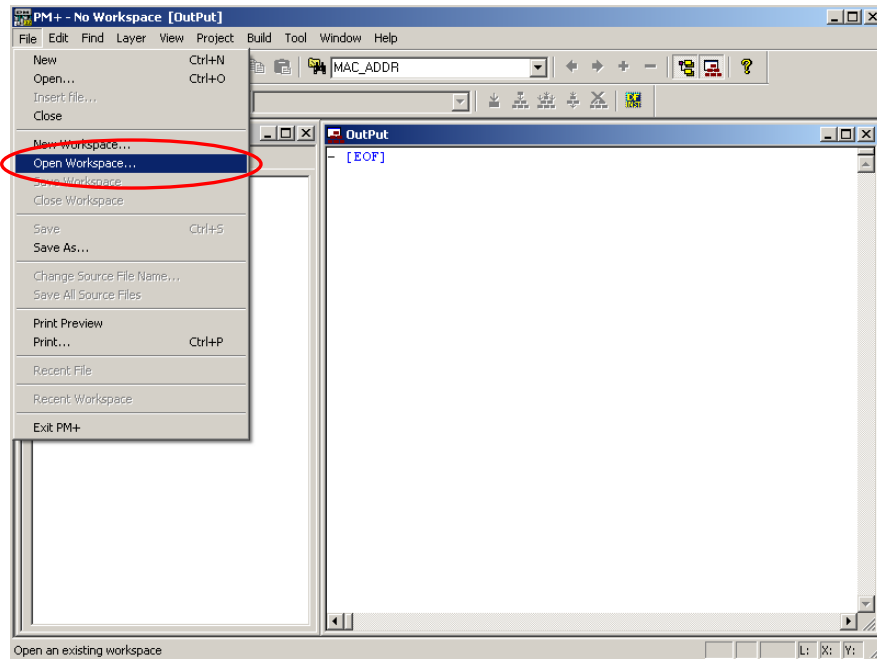 PM+ - No Workspace [OutPut]
File Edit Find Layer View Project Build Tool Window Help
New Ctrl+N
Open... Ctrl+O
Insert file...
Close
New Workspace...
Open Workspace...
Save Workspace
Close Workspace
Save Ctrl+S
Save As...
Change Source File Name...
Save All Source Files
Print Preview
Print... Ctrl+P
Recent File
Recent Workspace
Exit PM+
MAC_ADDR
OutPut
[EOF]
Open an existing workspace
L: X: Y: